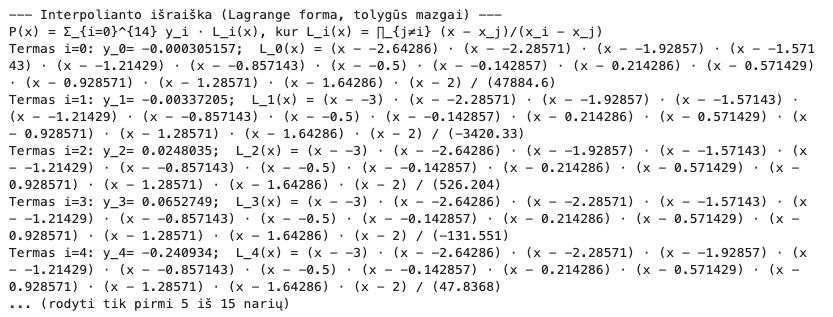 ––– Interpolianto išraiška (Lagrange forma, tolygūs mazgai) –––
P(x) = Σ_{i=0}^{14} y_i · L_i(x), kur L_i(x) = ∏_{j≠i} (x – x_j)/(x_i – x_j)
Termas i=0: y_0= –0.000305157;  L_0(x) = (x – –2.64286) · (x – –2.28571) · (x – –1.92857) · (x – –1.571
43) · (x – –1.21429) · (x – –0.857143) · (x – –0.5) · (x – –0.142857) · (x – 0.214286) · (x – 0.571429)
· (x – 0.928571) · (x – 1.28571) · (x – 1.64286) · (x – 2) / (47884.6)
Termas i=1: y_1= –0.00337205;  L_1(x) = (x – –3) · (x – –2.28571) · (x – –1.92857) · (x – –1.57143) ·
(x – –1.21429) · (x – –0.857143) · (x – –0.5) · (x – –0.142857) · (x – 0.214286) · (x – 0.571429) · (x
– 0.928571) · (x – 1.28571) · (x – 1.64286) · (x – 2) / (–3420.33)
Termas i=2: y_2= 0.0248035;  L_2(x) = (x – –3) · (x – –2.64286) · (x – –1.92857) · (x – –1.57143) · (x
– –1.21429) · (x – –0.857143) · (x – –0.5) · (x – –0.142857) · (x – 0.214286) · (x – 0.571429) · (x –
0.928571) · (x – 1.28571) · (x – 1.64286) · (x – 2) / (526.204)
Termas i=3: y_3= 0.0652749;  L_3(x) = (x – –3) · (x – –2.64286) · (x – –2.28571) · (x – –1.57143) · (x
– –1.21429) · (x – –0.857143) · (x – –0.5) · (x – –0.142857) · (x – 0.214286) · (x – 0.571429) · (x –
0.928571) · (x – 1.28571) · (x – 1.64286) · (x – 2) / (–131.551)
Termas i=4: y_4= –0.240934;  L_4(x) = (x – –3) · (x – –2.64286) · (x – –2.28571) · (x – –1.92857) · (x
– –1.21429) · (x – –0.857143) · (x – –0.5) · (x – –0.142857) · (x – 0.214286) · (x – 0.571429) · (x –
0.928571) · (x – 1.28571) · (x – 1.64286) · (x – 2) / (47.8368)
... (rodyti tik pirmi 5 iš 15 narių)